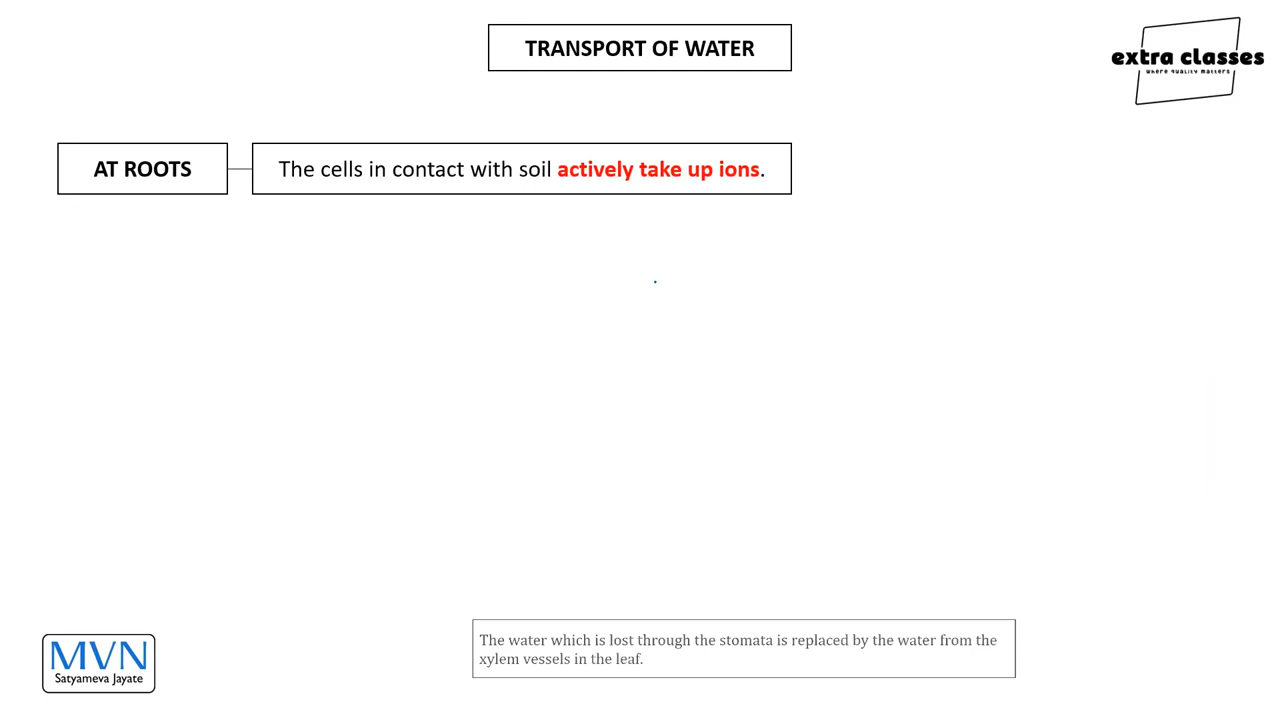 TRANSPORT OF WATER
extra classes
where quality matters
AT ROOTS
The cells in contact with soil actively take up ions.
The water which is lost through the stomata is replaced by the water from the
xylem vessels in the leaf.
MVN
Satyameva Jayate